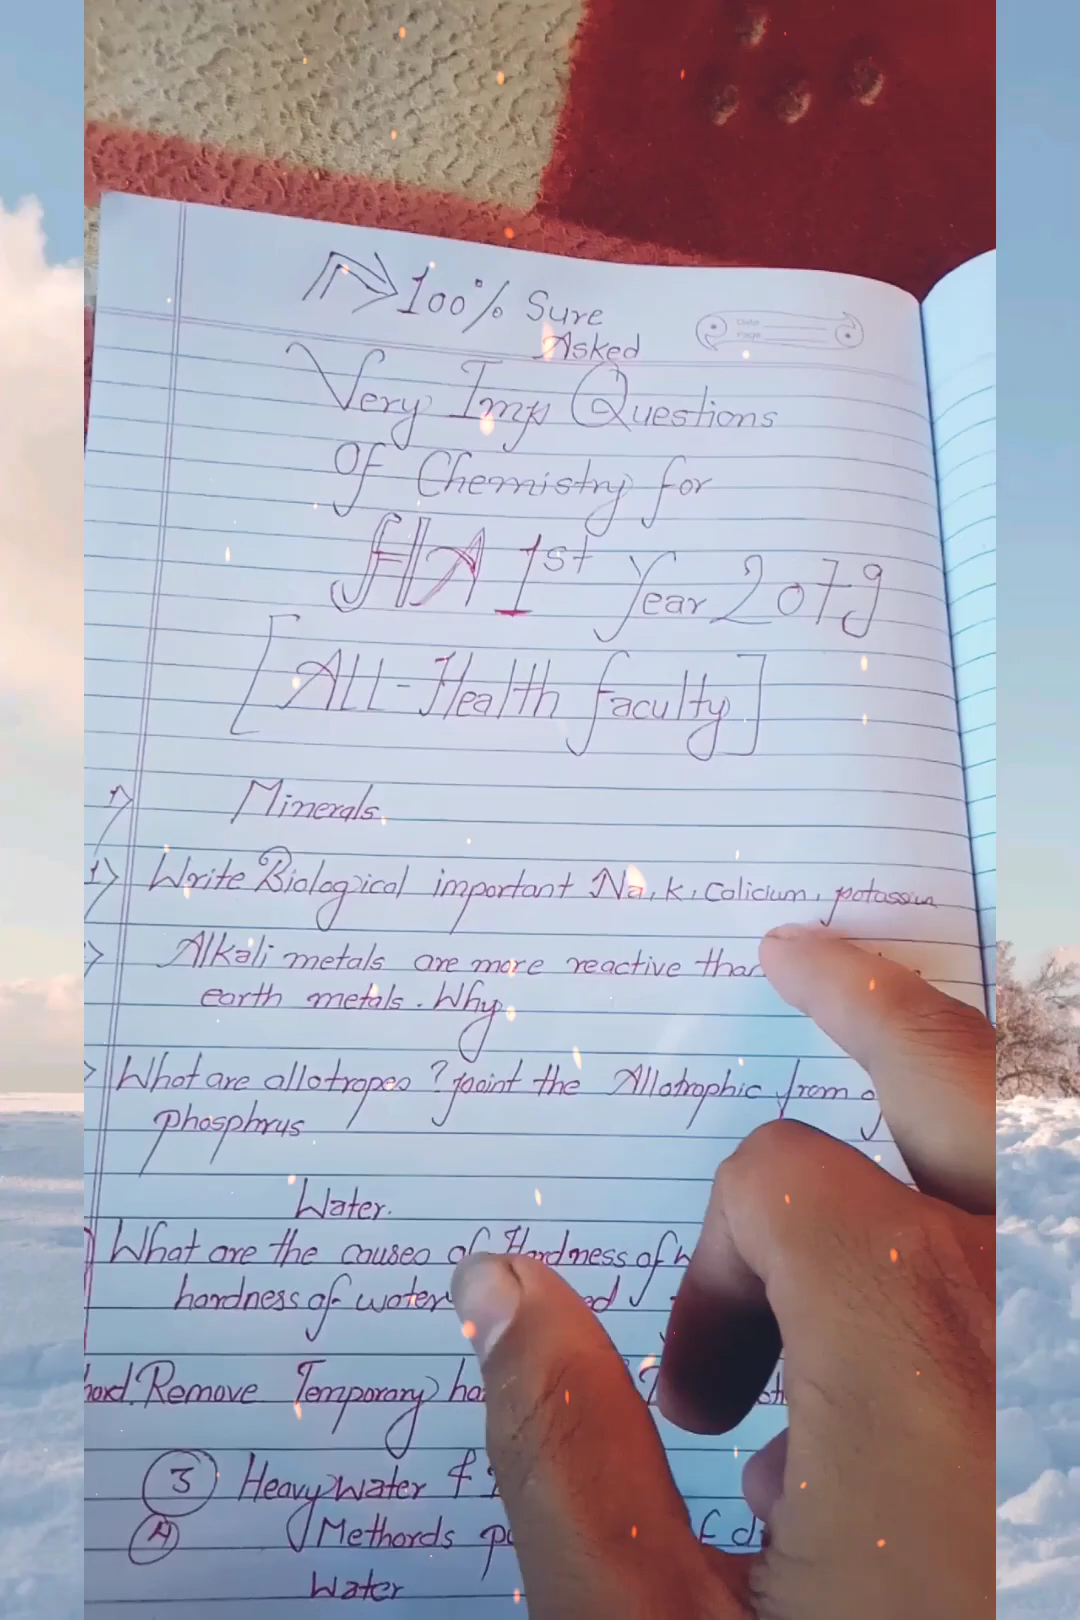 100% Sure
Asked
Very Imp Questions
Of Chemistry for
HA 1st Year 2079
[ALL-Health faculty]
1) Minerals
1) Write Biological important Na, K, Calicium, potassium
Alkali metals are more reactive than
earth metals. Why
What are allotropes? point the Allotrophic from
phosphrus
Water.
What are the causes of Hardness of
hardness of water
hard. Remove Temporary
3 Heavy water &
4 Methords
Water